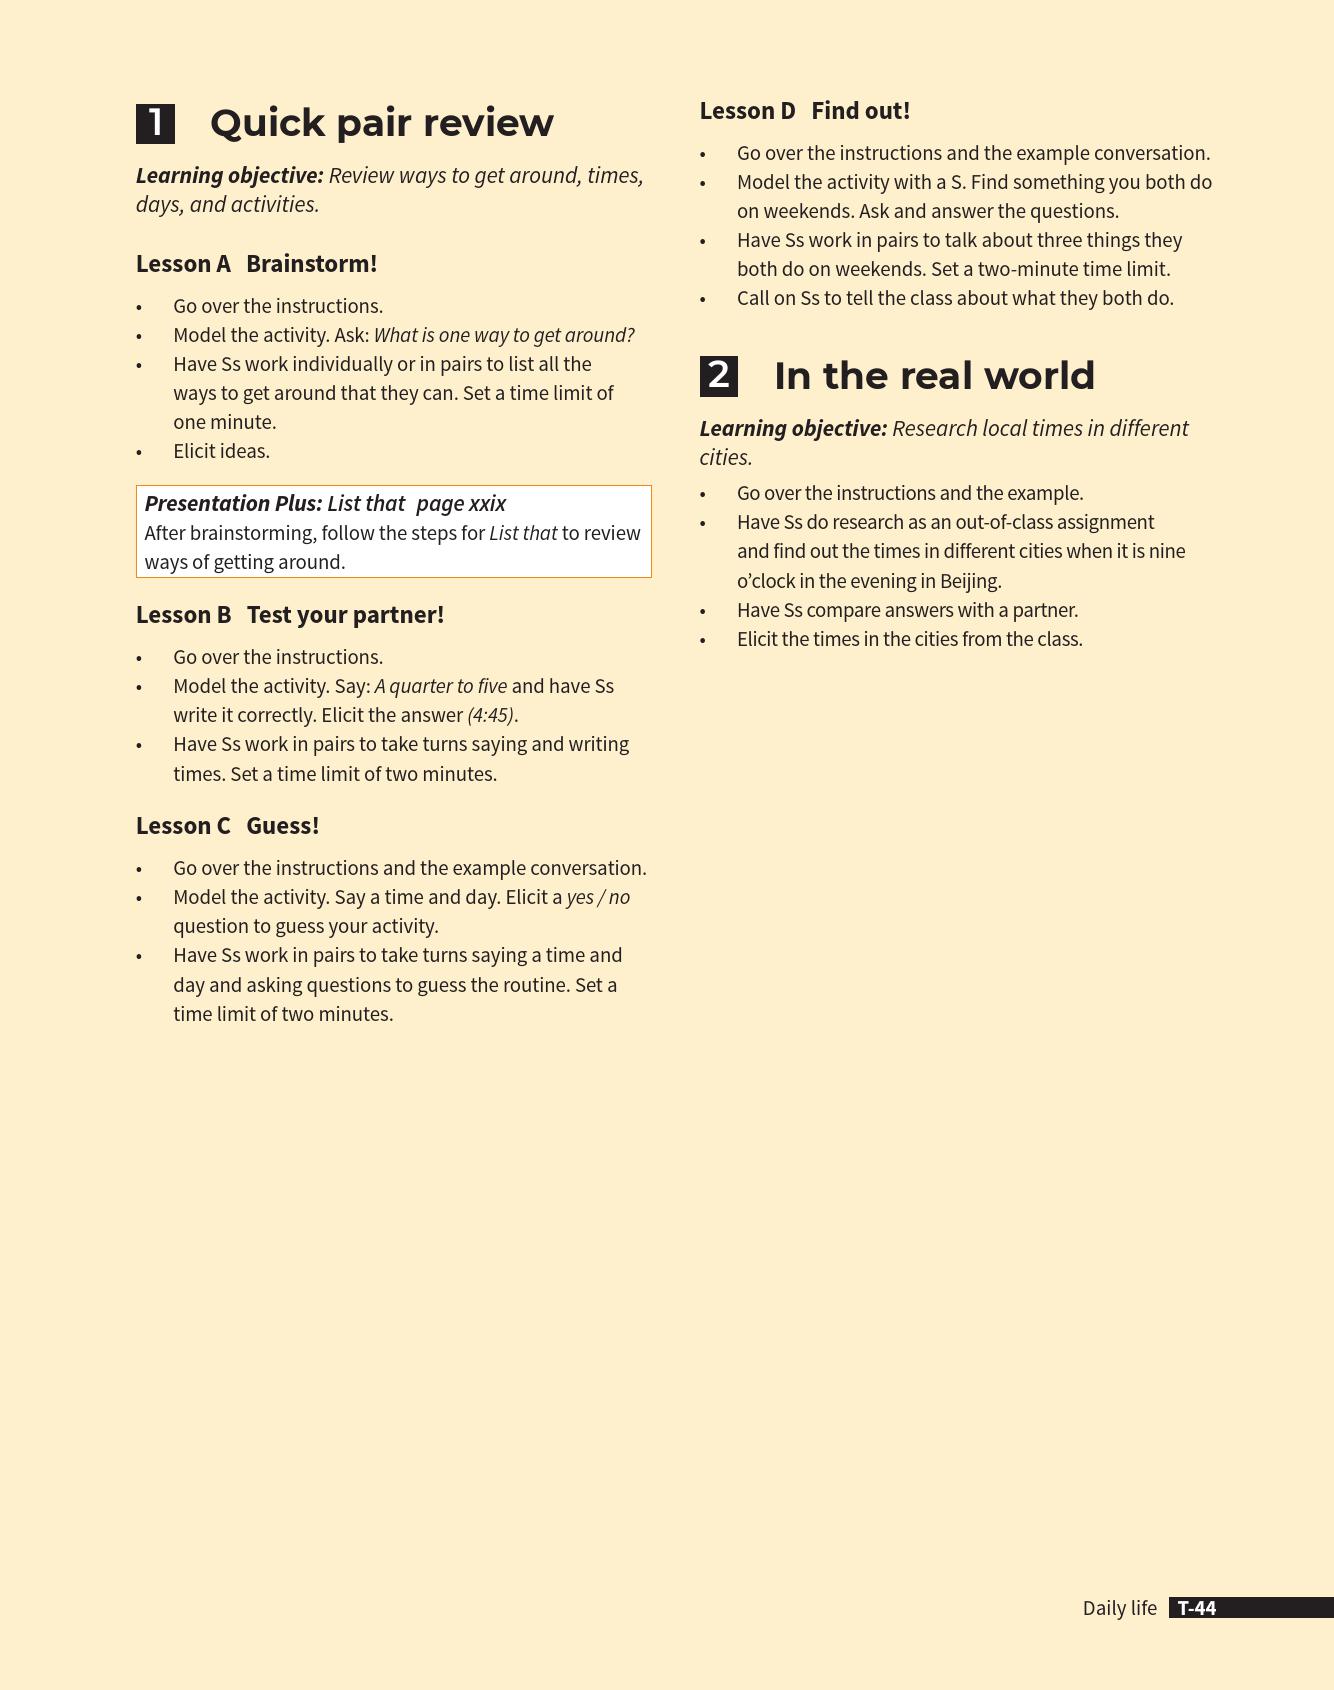 1 Quick pair review
Learning objective: Review ways to get around, times,
days, and activities.
Lesson A Brainstorm!
• Go over the instructions.
• Model the activity. Ask: What is one way to get around?
• Have Ss work individually or in pairs to list all the
ways to get around that they can. Set a time limit of
one minute.
• Elicit ideas.
Presentation Plus: List that page xxix
After brainstorming, follow the steps for List that to review
ways of getting around.
Lesson B Test your partner!
• Go over the instructions.
• Model the activity. Say: A quarter to five and have Ss
write it correctly. Elicit the answer (4:45).
• Have Ss work in pairs to take turns saying and writing
times. Set a time limit of two minutes.
Lesson C Guess!
• Go over the instructions and the example conversation.
• Model the activity. Say a time and day. Elicit a yes / no
question to guess your activity.
• Have Ss work in pairs to take turns saying a time and
day and asking questions to guess the routine. Set a
time limit of two minutes.
Lesson D Find out!
• Go over the instructions and the example conversation.
• Model the activity with a S. Find something you both do
on weekends. Ask and answer the questions.
• Have Ss work in pairs to talk about three things they
both do on weekends. Set a two-minute time limit.
• Call on Ss to tell the class about what they both do.
2 In the real world
Learning objective: Research local times in different
cities.
• Go over the instructions and the example.
• Have Ss do research as an out-of-class assignment
and find out the times in different cities when it is nine
o’clock in the evening in Beijing.
• Have Ss compare answers with a partner.
• Elicit the times in the cities from the class.
Daily life T-44